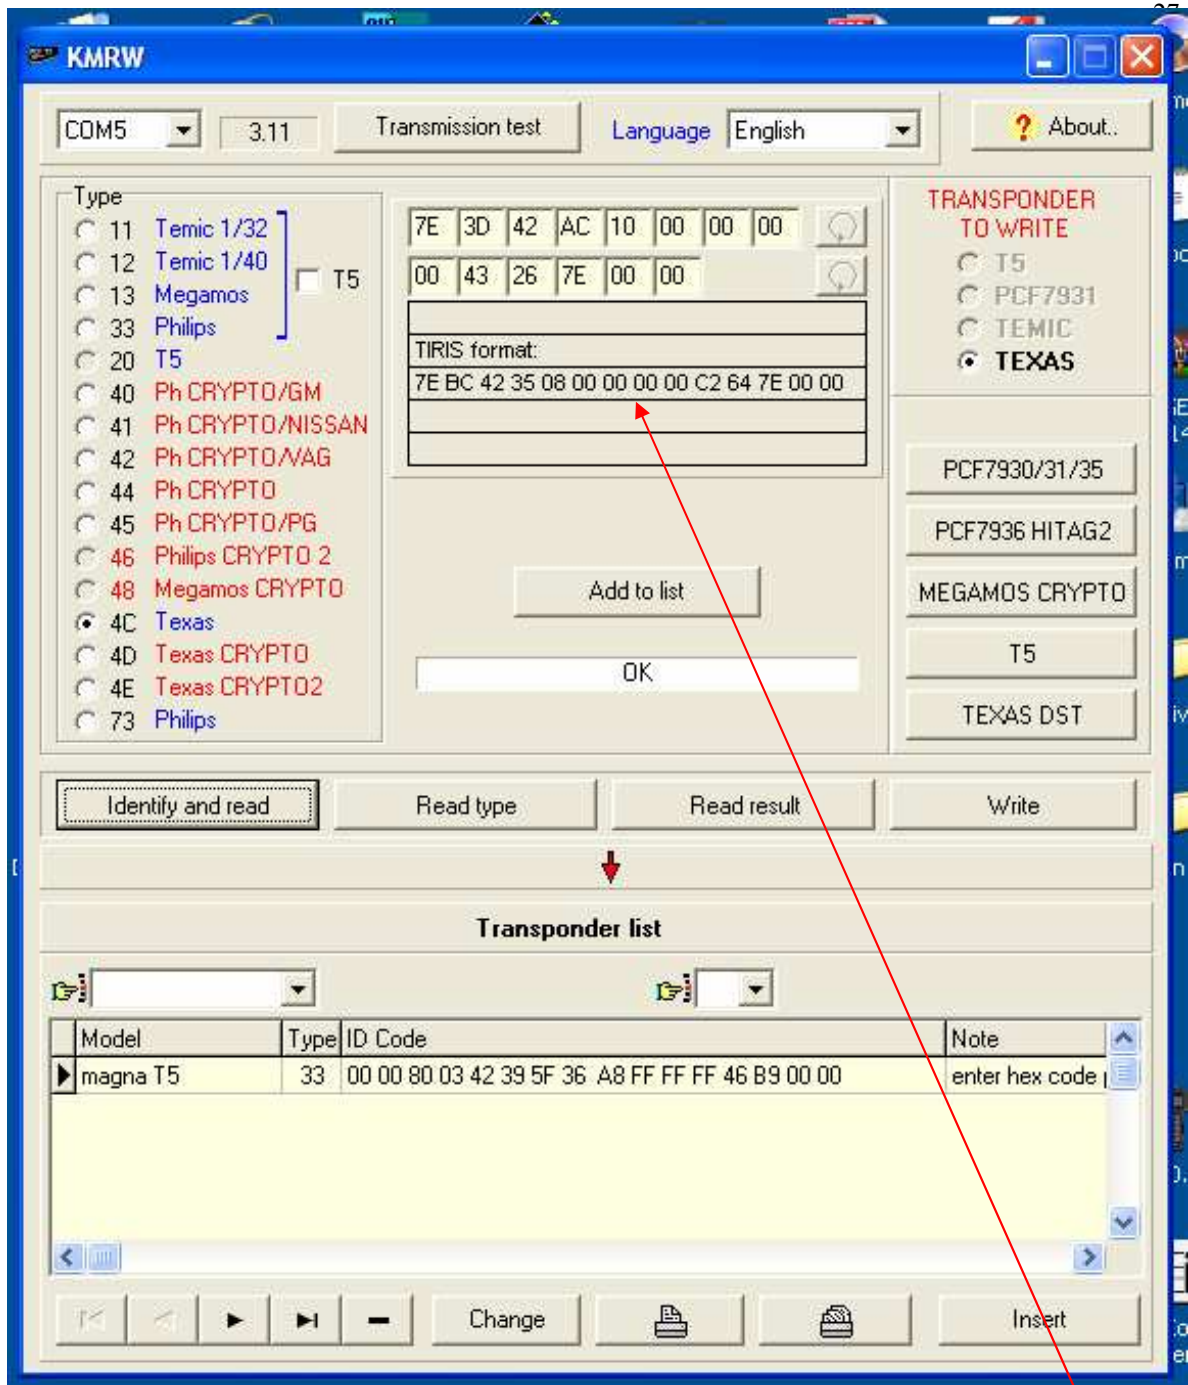 27
KMRW
COM5 3.11 Transmission test Language English ? About..
Type
11 Temic 1/32
12 Temic 1/40
13 Megamos
33 Philips
T5
20 T5
40 Ph CRYPTO/GM
41 Ph CRYPTO/NISSAN
42 Ph CRYPTO/VAG
44 Ph CRYPTO
45 Ph CRYPTO/PG
46 Philips CRYPTO 2
48 Megamos CRYPTO
4C Texas
4D Texas CRYPTO
4E Texas CRYPTO2
73 Philips
7E 3D 42 AC 10 00 00 00
00 43 26 7E 00 00
TIRIS format:
7E BC 42 35 08 00 00 00 00 C2 64 7E 00 00
Add to list
OK
TRANSPONDER
TO WRITE
T5
PCF7931
TEMIC
TEXAS
PCF7930/31/35
PCF7936 HITAG2
MEGAMOS CRYPTO
T5
TEXAS DST
Identify and read Read type Read result Write
Transponder list
Model Type ID Code Note
magna T5 33 00 00 80 03 42 39 5F 36 A8 FF FF FF 46 B9 00 00 enter hex code
Change Insert